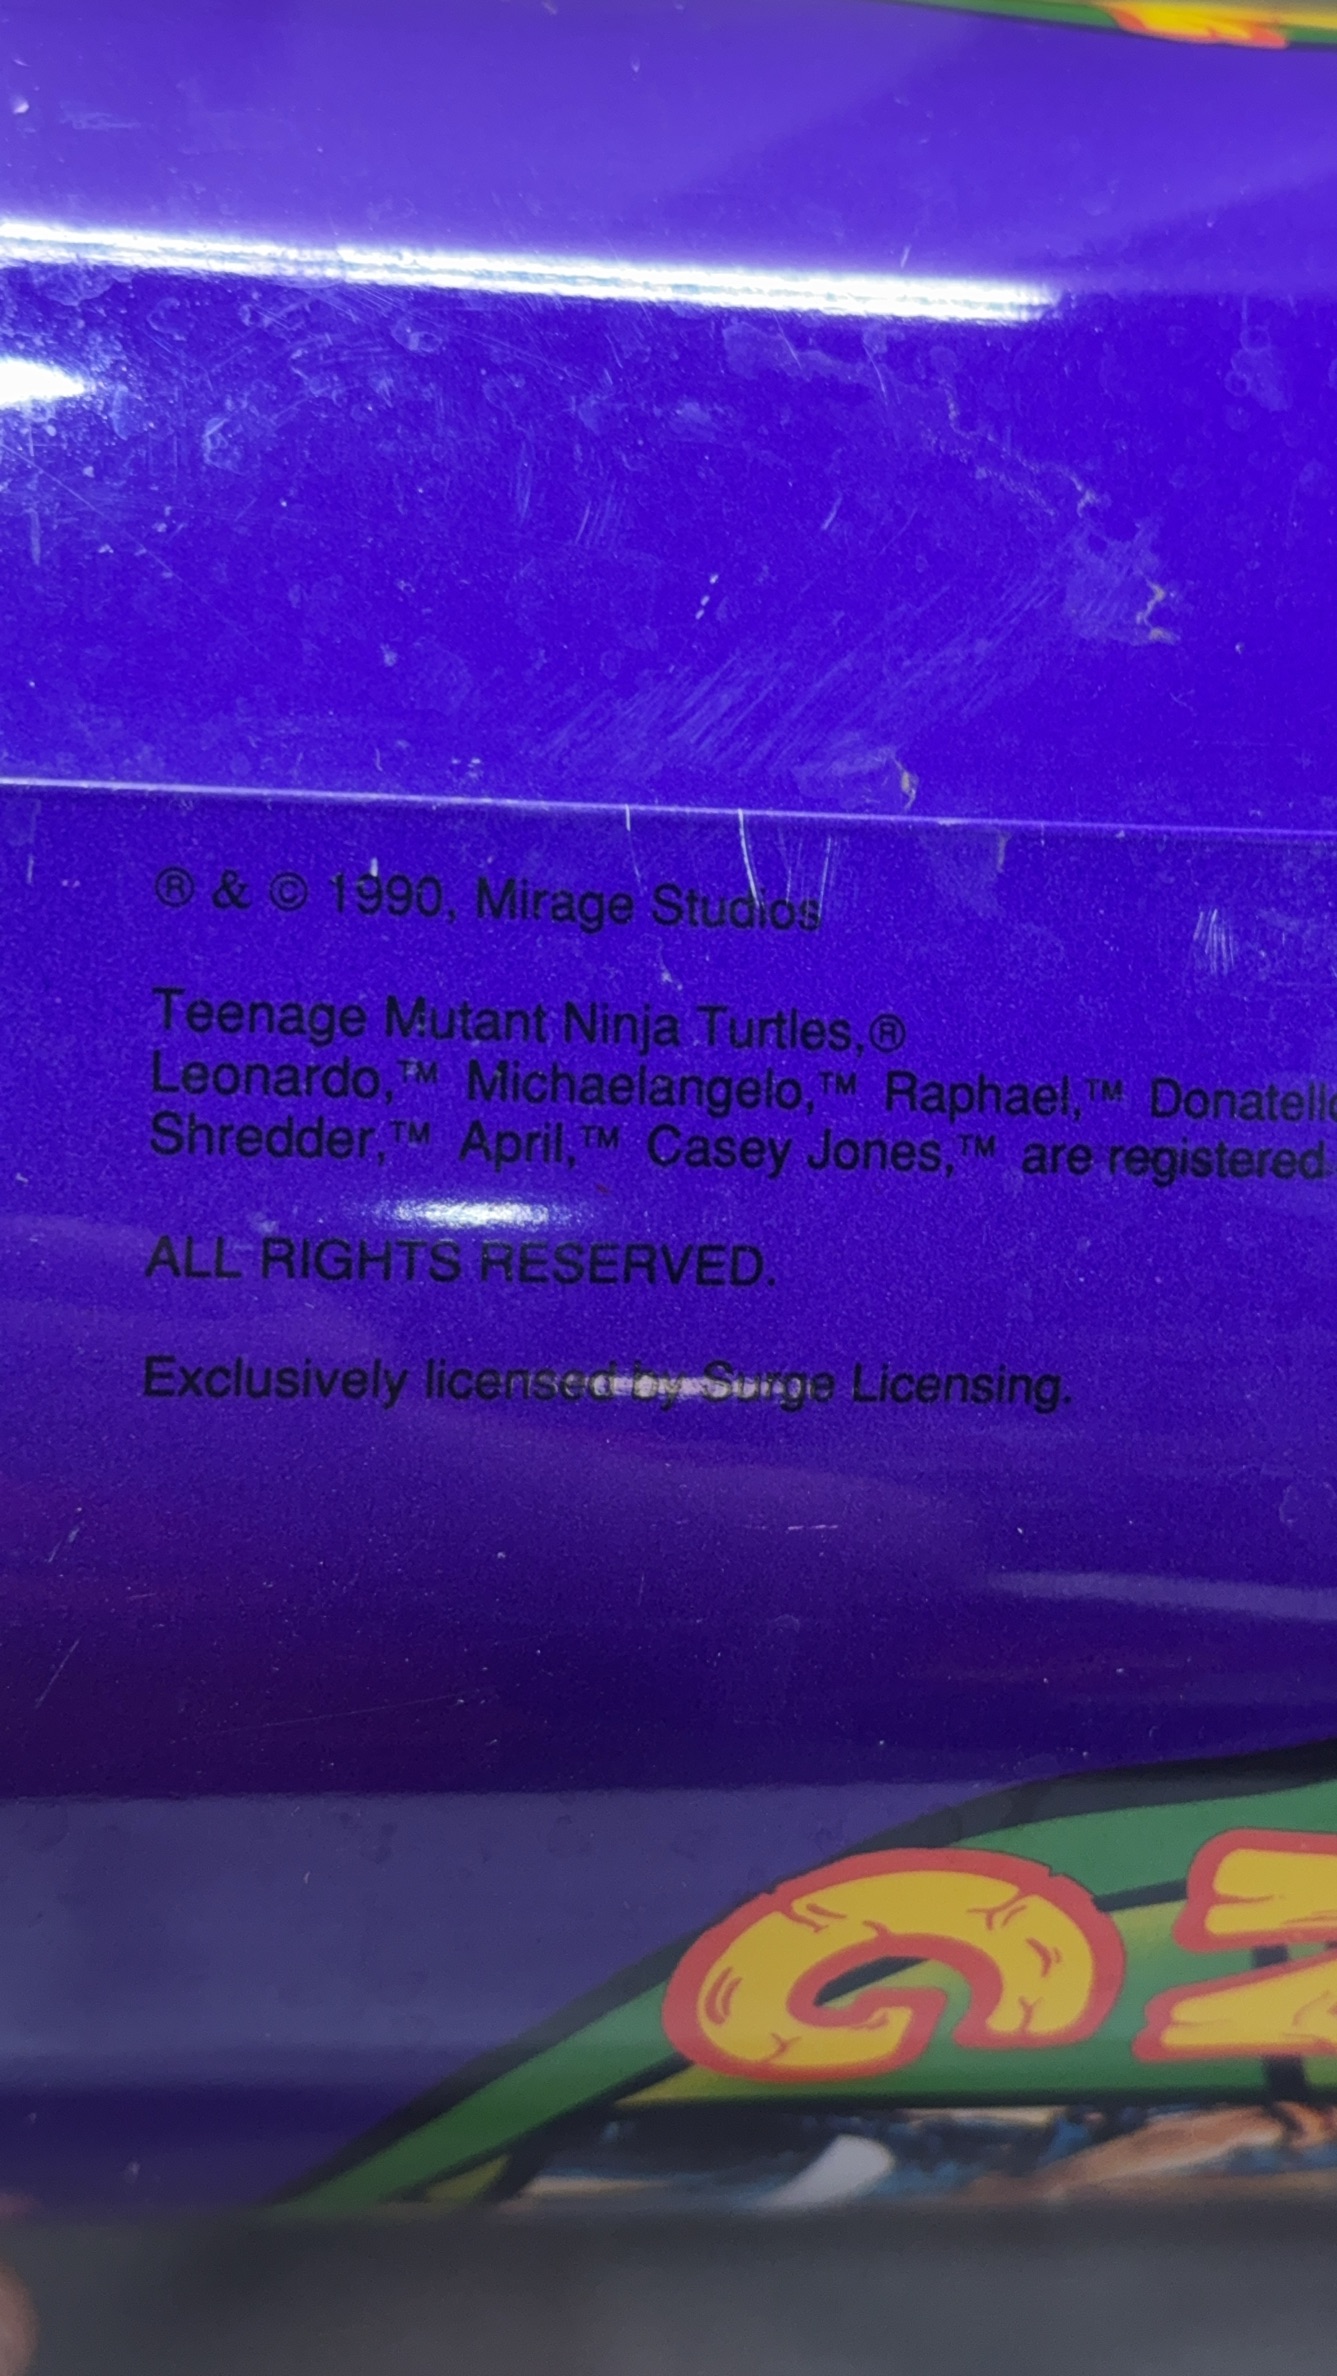 ® & © 1990, Mirage Studios
Teenage Mutant Ninja Turtles,®
Leonardo,™ Michaelangelo,™ Raphael,™
Shredder,™ April,™ Casey Jones,™ are registered
ALL RIGHTS RESERVED.
Exclusively licensed by Surge Licensing.